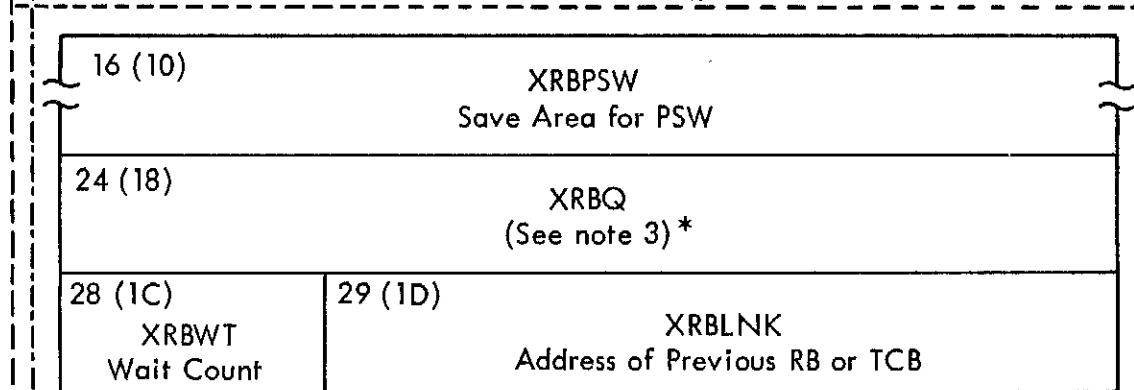 16 (10)
XRBPSW
Save Area for PSW
24 (18)
XRBQ
(See note 3)*
28 (1C)
XRBWT
Wait Count
29 (1D)
XRBLNK
Address of Previous RB or TCB